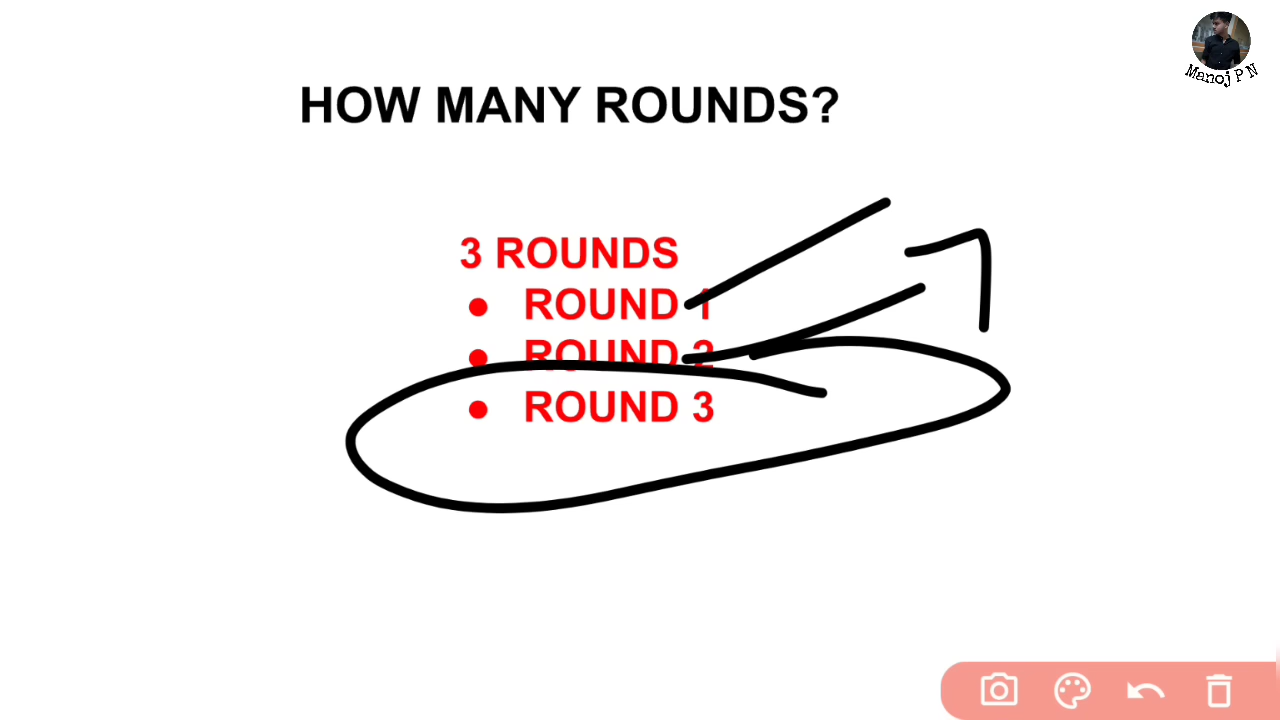 Manoj P N
HOW MANY ROUNDS?
3 ROUNDS
● ROUND 1
● ROUND 2
● ROUND 3